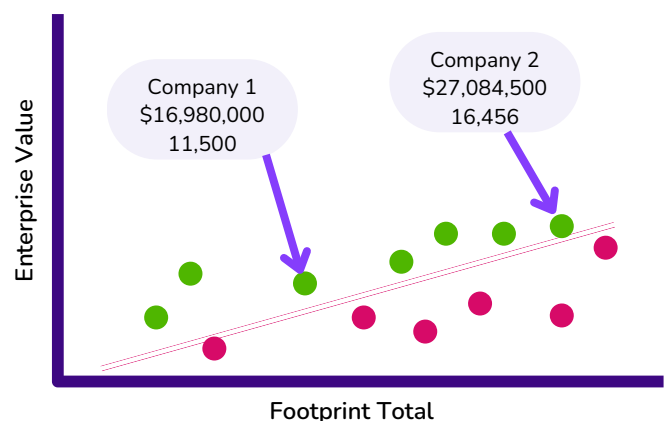 Company 1
$16,980,000
11,500
Company 2
$27,084,500
16,456
Enterprise Value
Footprint Total